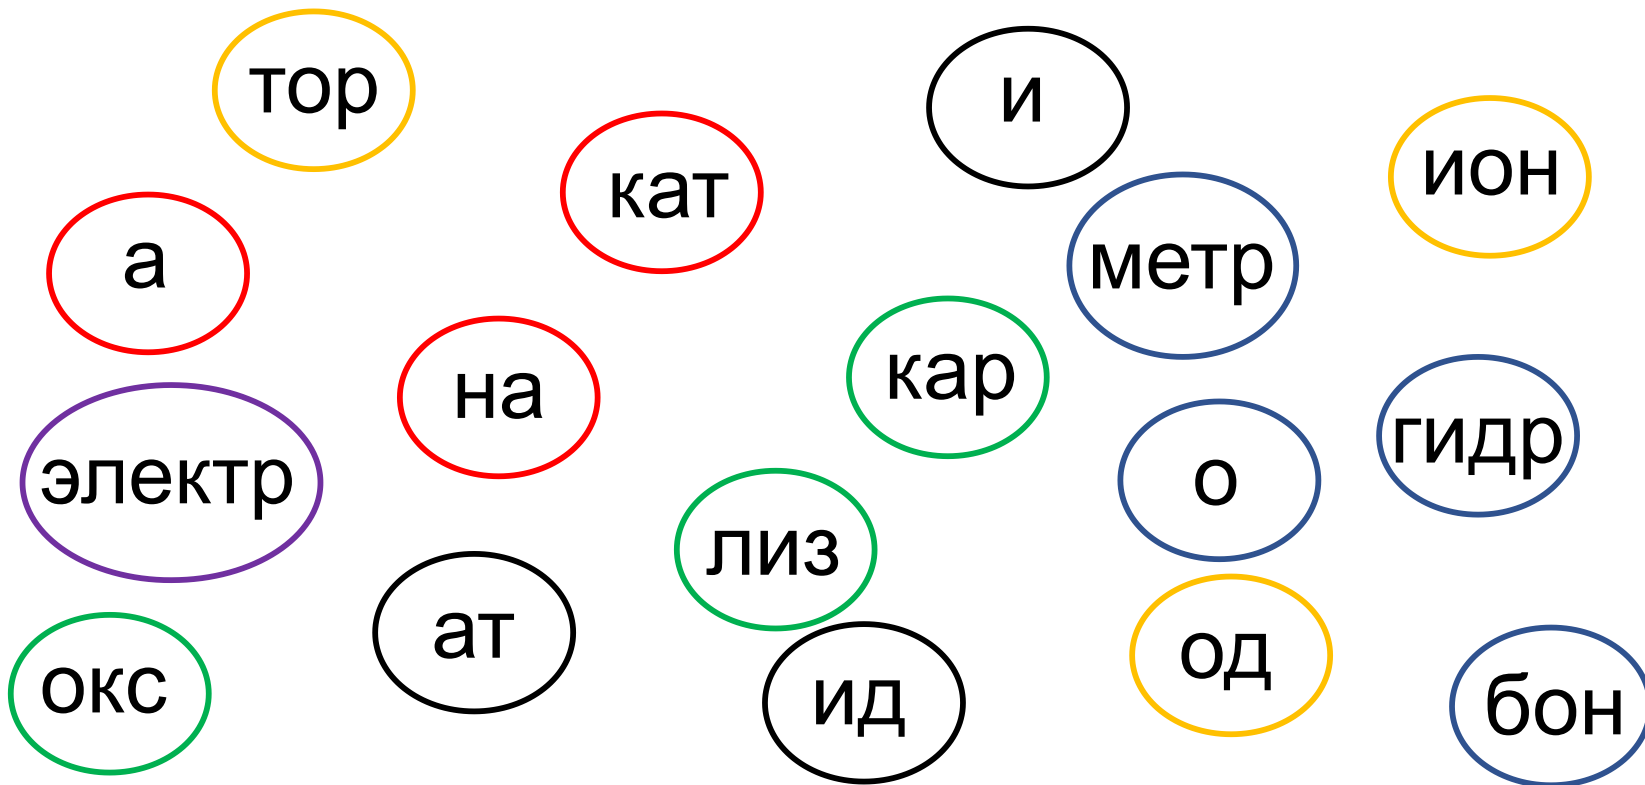 тор
и
кат
ион
а
метр
на
кар
электр
гидр
о
лиз
ат
од
окс
ид
бон